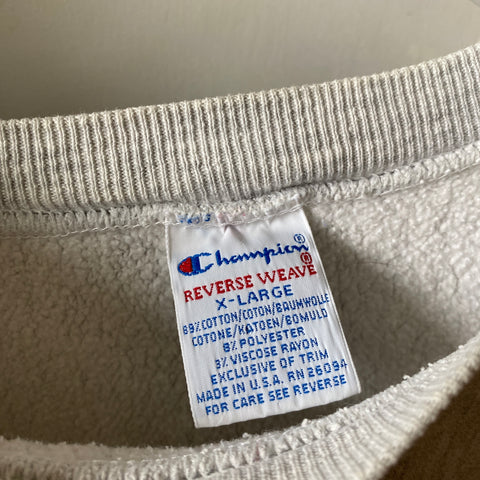 Champion®
REVERSE WEAVE®
X-LARGE
89% COTTON/COTON/BAUMWOLLE
COTONE/KATOEN/BOMULD
8% POLYESTER
3% VISCOSE RAYON
EXCLUSIVE OF TRIM
MADE IN U.S.A. RN 26094
FOR CARE SEE REVERSE